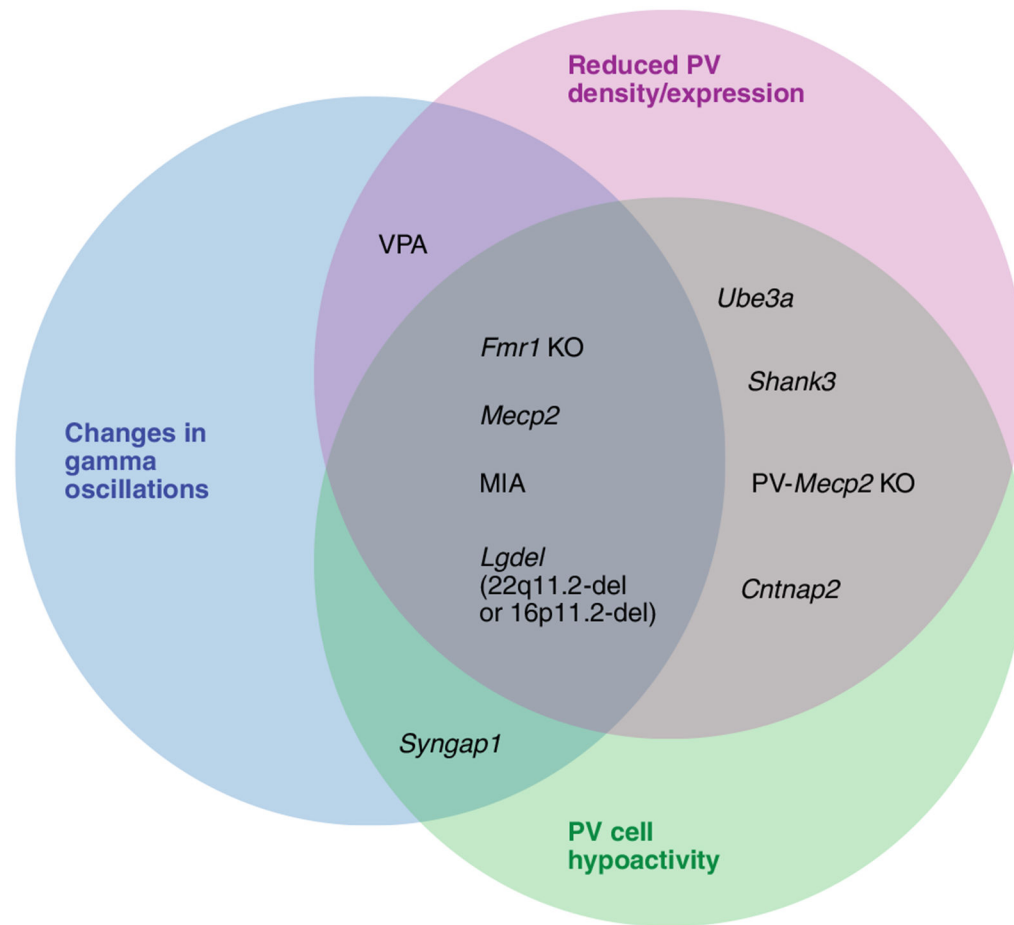 Reduced PV
density/expression
VPA
Ube3a
Fmr1 KO
Shank3
Mecp2
Changes in
gamma
oscillations
MIA
PV-Mecp2 KO
Lgdel
(22q11.2-del
or 16p11.2-del)
Cntnap2
Syngap1
PV cell
hypoactivity